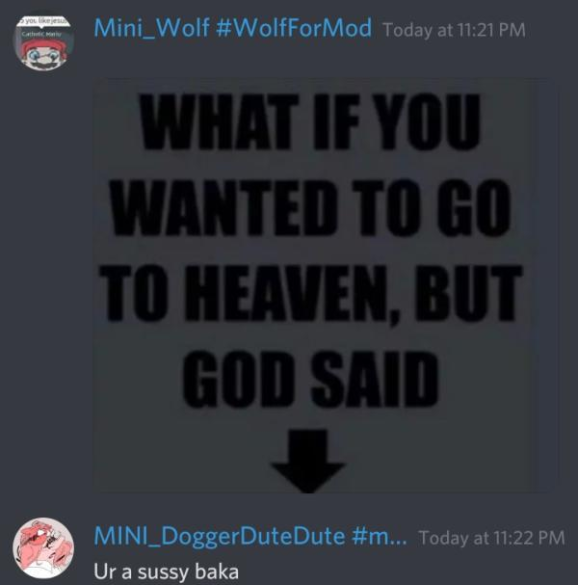 Mini_Wolf #WolfForMod Today at 11:21 PM
WHAT IF YOU
WANTED TO GO
TO HEAVEN, BUT
GOD SAID
MINI_DoggerDuteDute #m... Today at 11:22 PM
Ur a sussy baka